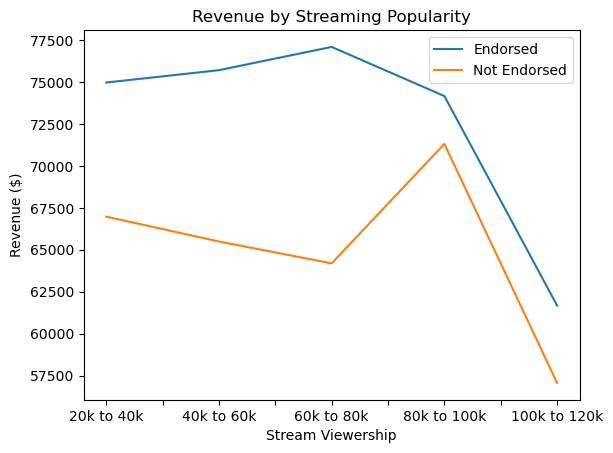 Revenue by Streaming Popularity
Endorsed
Not Endorsed
77500
75000
72500
70000
67500
65000
62500
60000
57500
Revenue ($)
20k to 40k
40k to 60k
60k to 80k
80k to 100k
100k to 120k
Stream Viewership